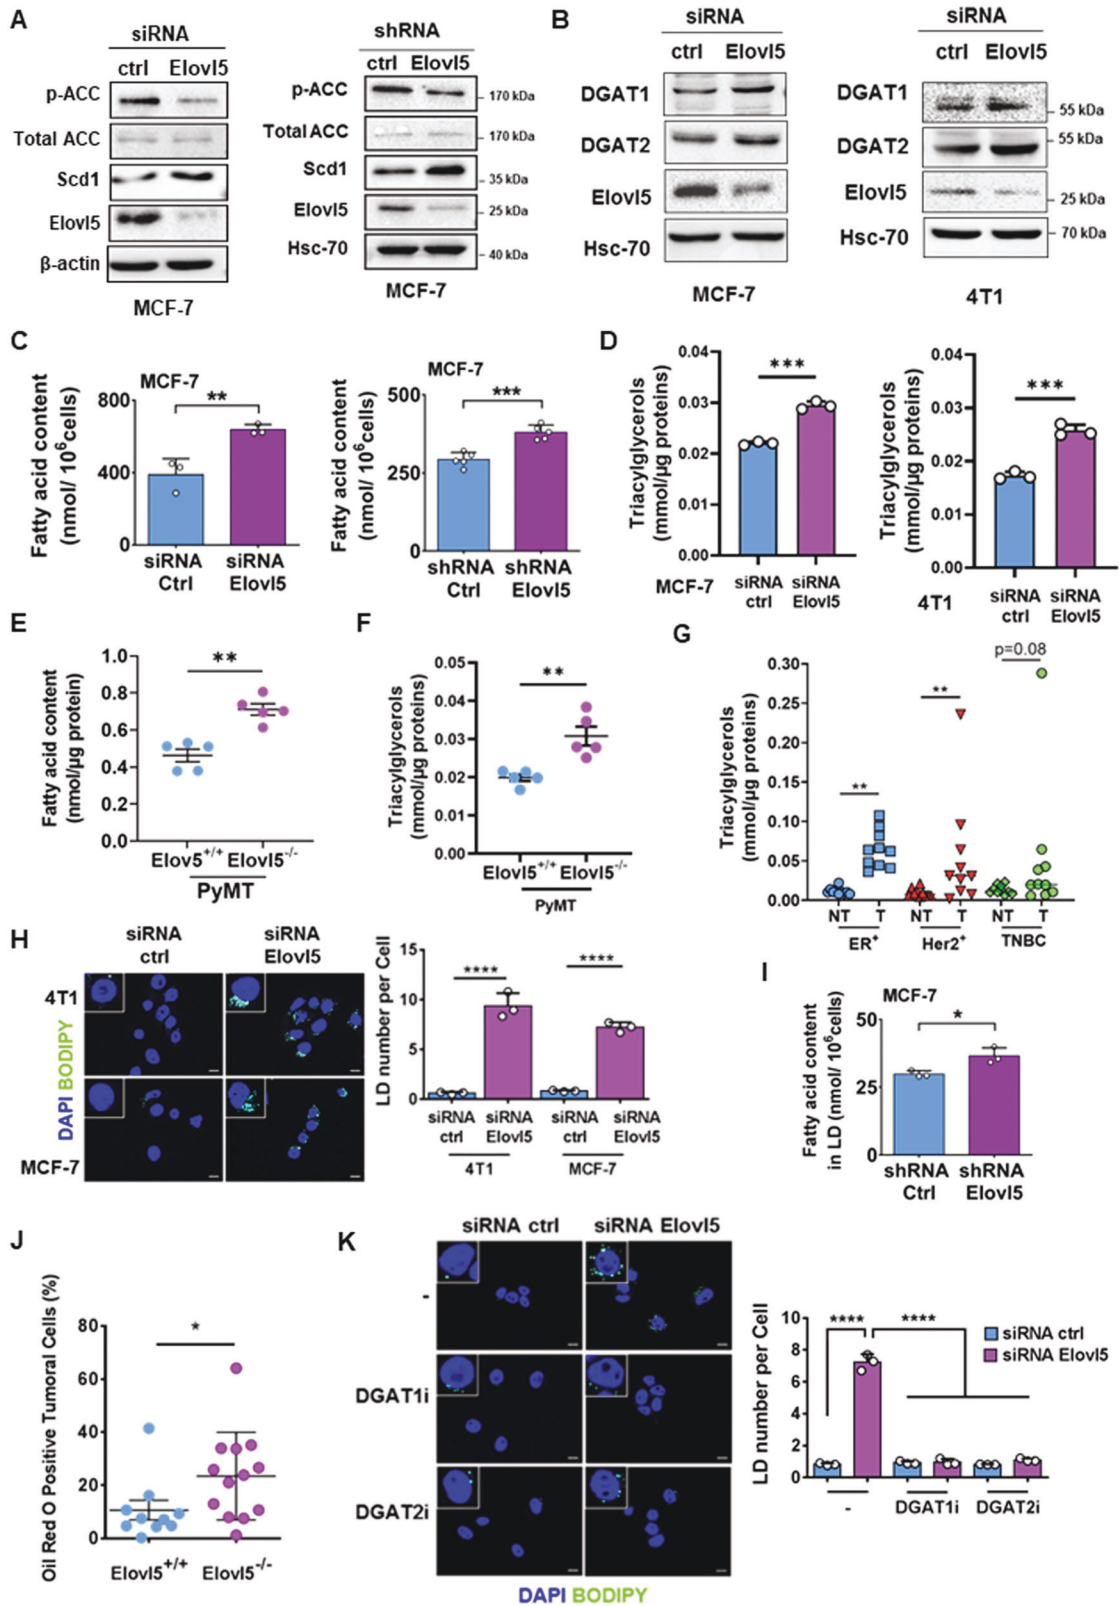 A
siRNA
ctrl Elovl5
p-ACC
Total ACC
Scd1
Elovl5
β-actin
MCF-7
shRNA
ctrl Elovl5
p-ACC
170 kDa
Total ACC
170 kDa
Scd1
35 kDa
Elovl5
25 kDa
Hsc-70
40 kDa
MCF-7
B
siRNA
ctrl Elovl5
DGAT1
DGAT2
Elovl5
Hsc-70
MCF-7
siRNA
ctrl Elovl5
DGAT1
55 kDa
55 kDa
DGAT2
Elovl5
25 kDa
Hsc-70
70 kDa
4T1
C
MCF-7
**
Fatty acid content
(nmol/ 10⁶cells)
800
400
0
siRNA siRNA
Ctrl Elovl5
MCF-7
***
Fatty acid content
(nmol/ 10⁶cells)
500
250
0
shRNA shRNA
Ctrl Elovl5
D
***
Triacylglycerols
(mmol/µg proteins)
0.04
0.03
0.02
0.01
0.00
MCF-7
siRNA siRNA
ctrl Elovl5
***
Triacylglycerols
(mmol/µg proteins)
0.04
0.03
0.02
0.01
0.00
4T1
siRNA siRNA
ctrl Elovl5
E
**
Fatty acid content
(nmol/µg protein)
1.0
0.8
0.6
0.4
0.2
0.0
Elov5+/+ Elovl5-/-
PyMT
F
**
Triacylglycerols
(mmol/µg proteins)
0.05
0.04
0.03
0.02
0.01
0.00
Elovl5+/+ Elovl5-/-
PyMT
G
p=0.08
**
**
Triacylglycerols
(mmol/µg proteins)
0.30
0.25
0.20
0.15
0.10
0.05
0.00
NT T NT T NT T
ER+ Her2+ TNBC
H
siRNA siRNA
ctrl Elovl5
4T1
MCF-7
DAPI BODIPY
**** ****
LD number per Cell
15
10
5
0
siRNA siRNA siRNA siRNA
ctrl Elovl5 ctrl Elovl5
4T1 MCF-7
I
MCF-7
*
Fatty acid content
in LD (nmol/ 10⁶cells)
50
25
0
shRNA shRNA
Ctrl Elovl5
J
*
Oil Red O Positive Tumoral Cells (%)
80
60
40
20
0
Elovl5+/+ Elovl5-/-
K
siRNA ctrl siRNA Elovl5
-
DGAT1i
DGAT2i
DAPI BODIPY
**** ****
siRNA ctrl
siRNA Elovl5
LD number per Cell
10
8
6
4
2
0
- DGAT1i DGAT2i